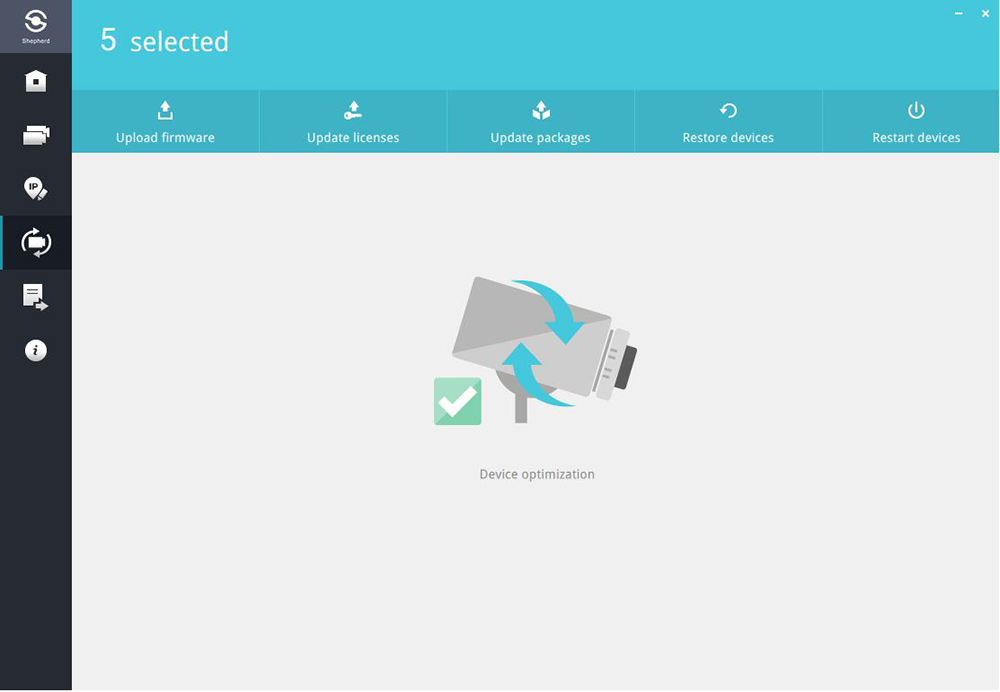 Shepherd
5 selected
Upload firmware
Update licenses
Update packages
Restore devices
Restart devices
IP
i
Device optimization